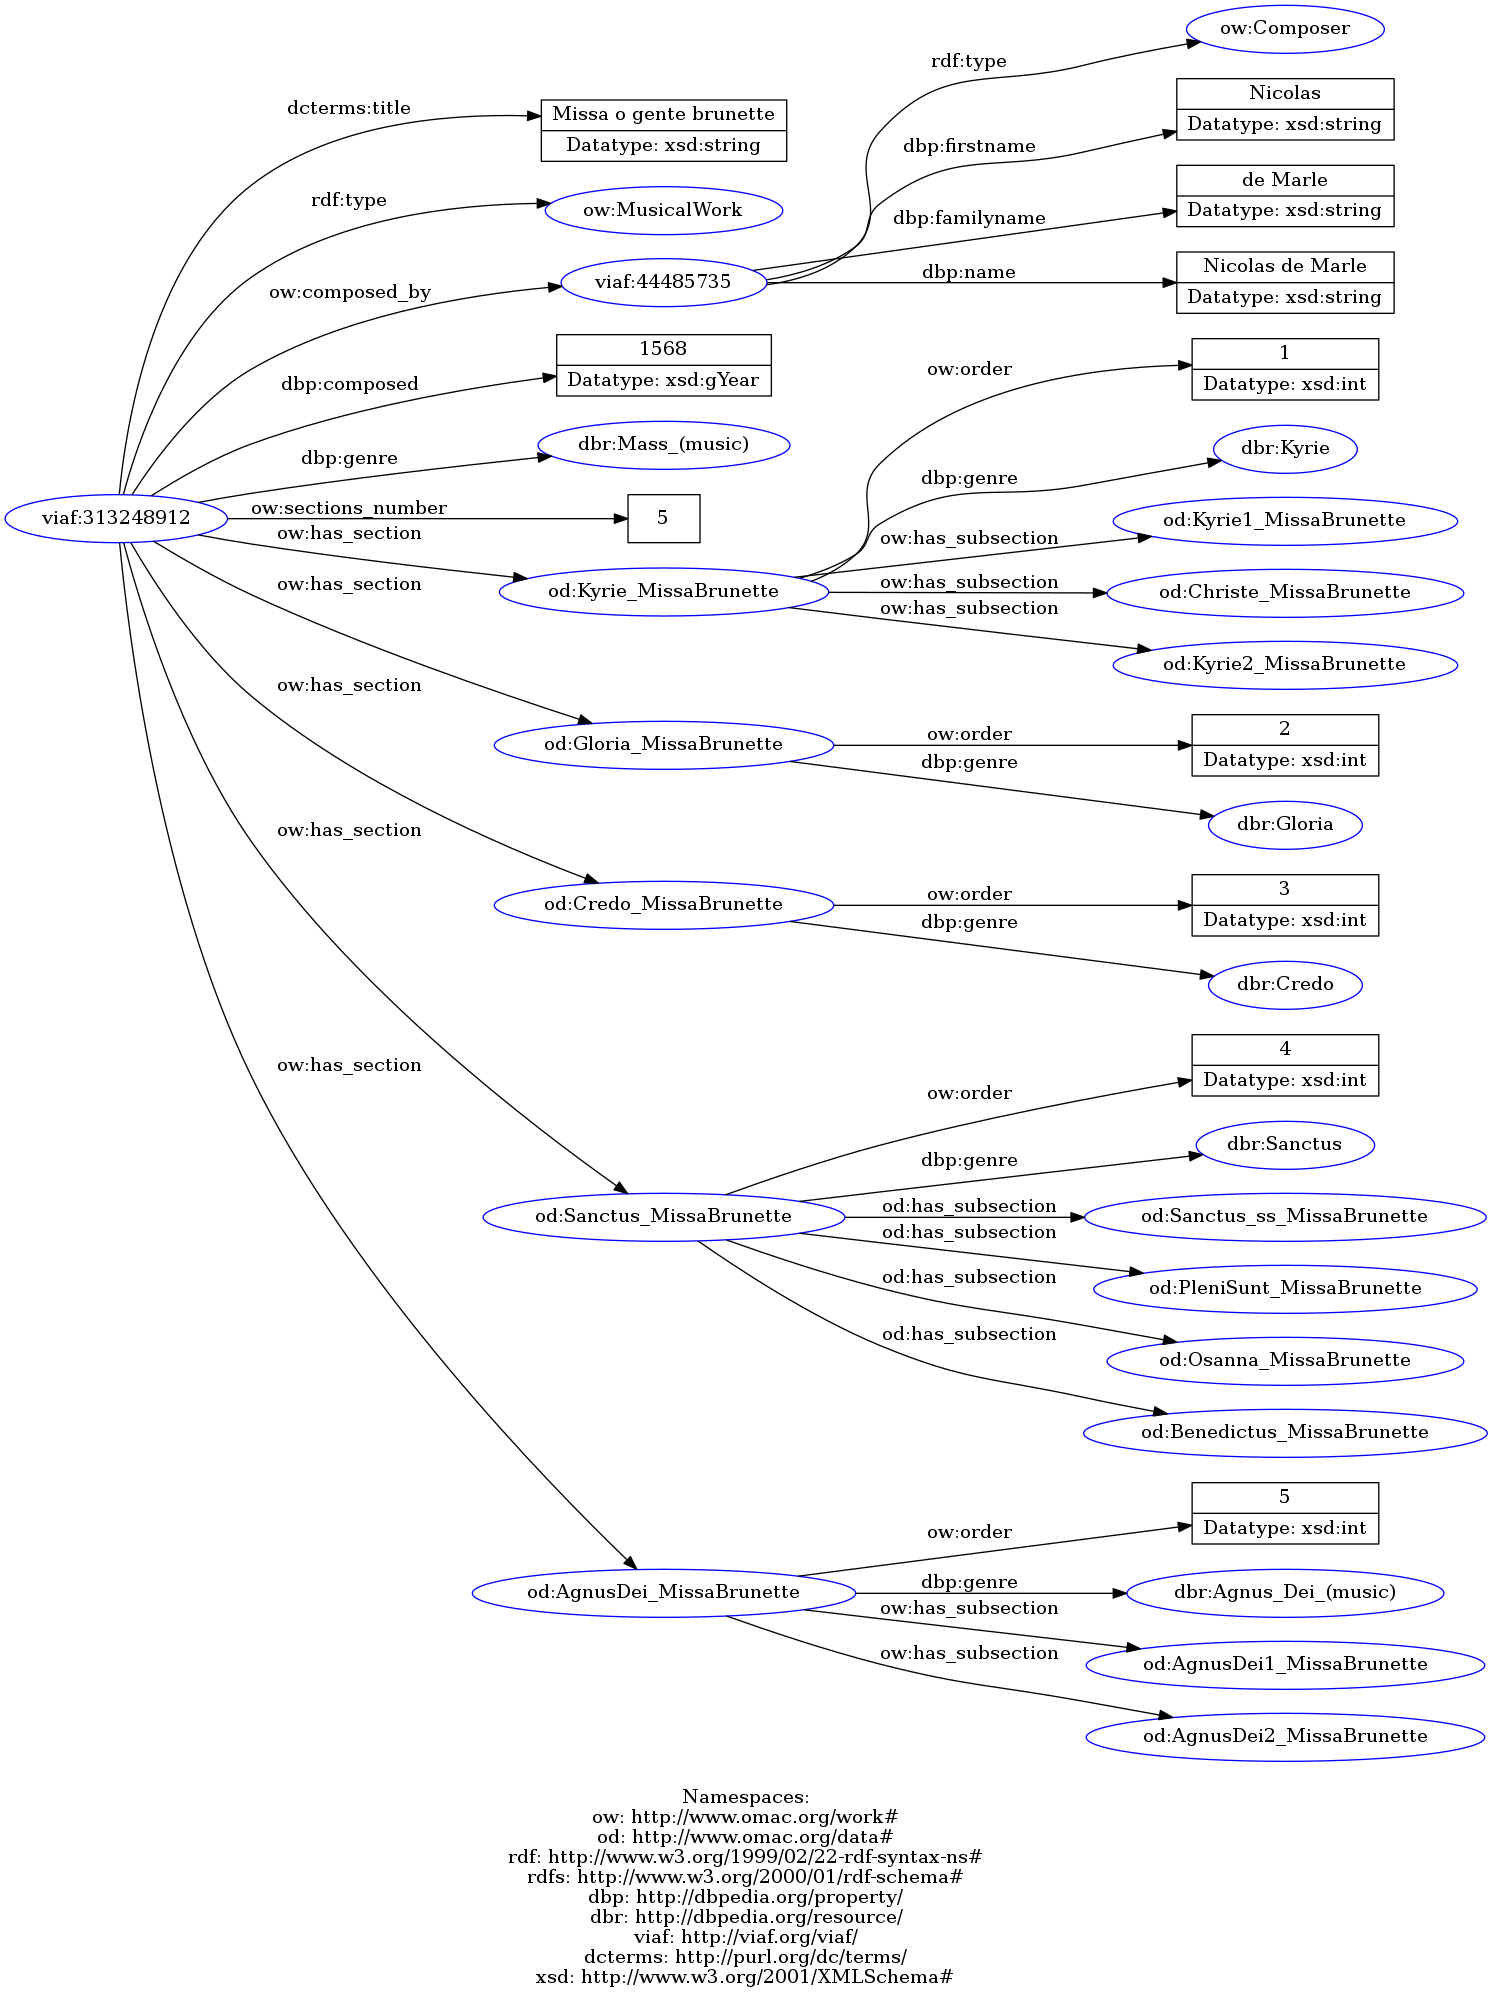 ow:Composer
rdf:type
Nicolas
Datatype: xsd:string
dbp:firstname
dcterms:title
Missa o gente brunette
Datatype: xsd:string
de Marle
Datatype: xsd:string
dbp:familyname
rdf:type
ow:MusicalWork
Nicolas de Marle
Datatype: xsd:string
dbp:name
viaf:44485735
ow:composed_by
1568
Datatype: xsd:gYear
dbp:composed
1
Datatype: xsd:int
ow:order
dbr:Mass_(music)
dbp:genre
dbr:Kyrie
dbp:genre
viaf:313248912
ow:sections_number
5
ow:has_section
od:Kyrie1_MissaBrunette
ow:has_subsection
od:Kyrie_MissaBrunette
ow:has_subsection
od:Christe_MissaBrunette
ow:has_subsection
od:Kyrie2_MissaBrunette
ow:has_section
od:Gloria_MissaBrunette
ow:order
2
Datatype: xsd:int
dbp:genre
dbr:Gloria
ow:has_section
od:Credo_MissaBrunette
ow:order
3
Datatype: xsd:int
dbp:genre
dbr:Credo
ow:has_section
od:Sanctus_MissaBrunette
ow:order
4
Datatype: xsd:int
dbp:genre
dbr:Sanctus
od:has_subsection
od:Sanctus_ss_MissaBrunette
od:has_subsection
od:PleniSunt_MissaBrunette
od:has_subsection
od:Osanna_MissaBrunette
od:has_subsection
od:Benedictus_MissaBrunette
ow:has_section
od:AgnusDei_MissaBrunette
ow:order
5
Datatype: xsd:int
dbp:genre
dbr:Agnus_Dei_(music)
ow:has_subsection
od:AgnusDei1_MissaBrunette
ow:has_subsection
od:AgnusDei2_MissaBrunette
Namespaces:
ow: http://www.omac.org/work#
od: http://www.omac.org/data#
rdf: http://www.w3.org/1999/02/22-rdf-syntax-ns#
rdfs: http://www.w3.org/2000/01/rdf-schema#
dbp: http://dbpedia.org/property/
dbr: http://dbpedia.org/resource/
viaf: http://viaf.org/viaf/
dcterms: http://purl.org/dc/terms/
xsd: http://www.w3.org/2001/XMLSchema#